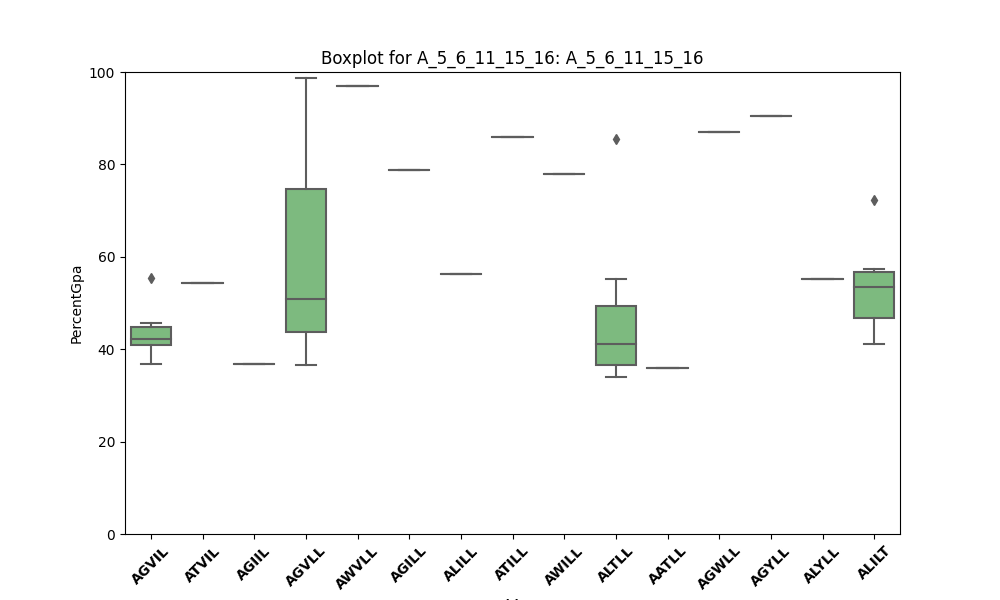 Boxplot for A_5_6_11_15_16: A_5_6_11_15_16
100
80
60
40
20
0
PercentGpa
AGVIL
ATVIL
AGIIL
AGVLL
AWVLL
AGILL
ALILL
ATILL
AWILL
ALTLL
AATLL
AGWLL
AGYLL
ALYLL
ALILT